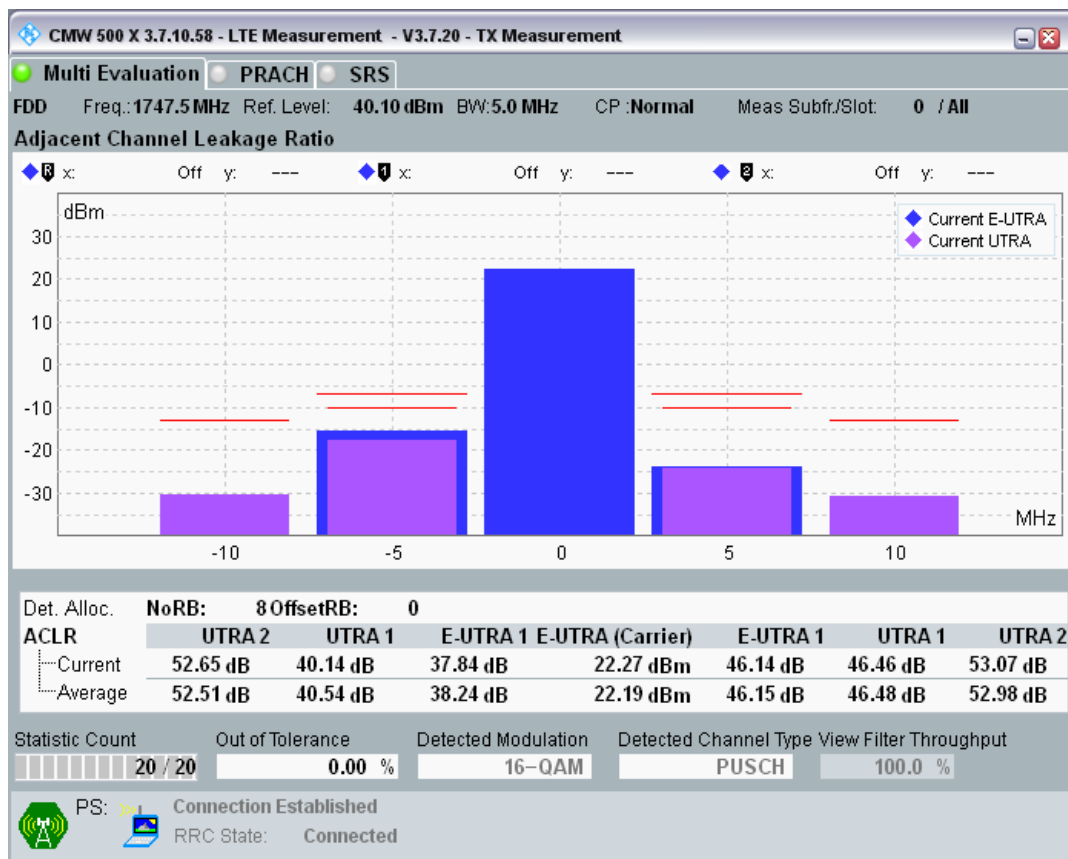 CMW 500 X 3.7.10.58 - LTE Measurement - V3.7.20 - TX Measurement
Multi Evaluation PRACH SRS
FDD Freq.:1747.5 MHz Ref. Level: 40.10 dBm BW:5.0 MHz CP :Normal Meas Subfr./Slot: 0 / All
Adjacent Channel Leakage Ratio
R x: Off y: --- 1 x: Off y: --- 2 x: Off y: ---
dBm
Current E-UTRA
Current UTRA
30
20
10
0
-10
-20
-30
MHz
-10 -5 0 5 10
Det. Alloc. NoRB: 8 OffsetRB: 0
ACLR UTRA 2 UTRA 1 E-UTRA 1 E-UTRA (Carrier) E-UTRA 1 UTRA 1 UTRA 2
Current 52.65 dB 40.14 dB 37.84 dB 22.27 dBm 46.14 dB 46.46 dB 53.07 dB
Average 52.51 dB 40.54 dB 38.24 dB 22.19 dBm 46.15 dB 46.48 dB 52.98 dB
Statistic Count Out of Tolerance Detected Modulation Detected Channel Type View Filter Throughput
20 / 20 0.00 % 16-QAM PUSCH 100.0 %
PS: Connection Established
RRC State: Connected